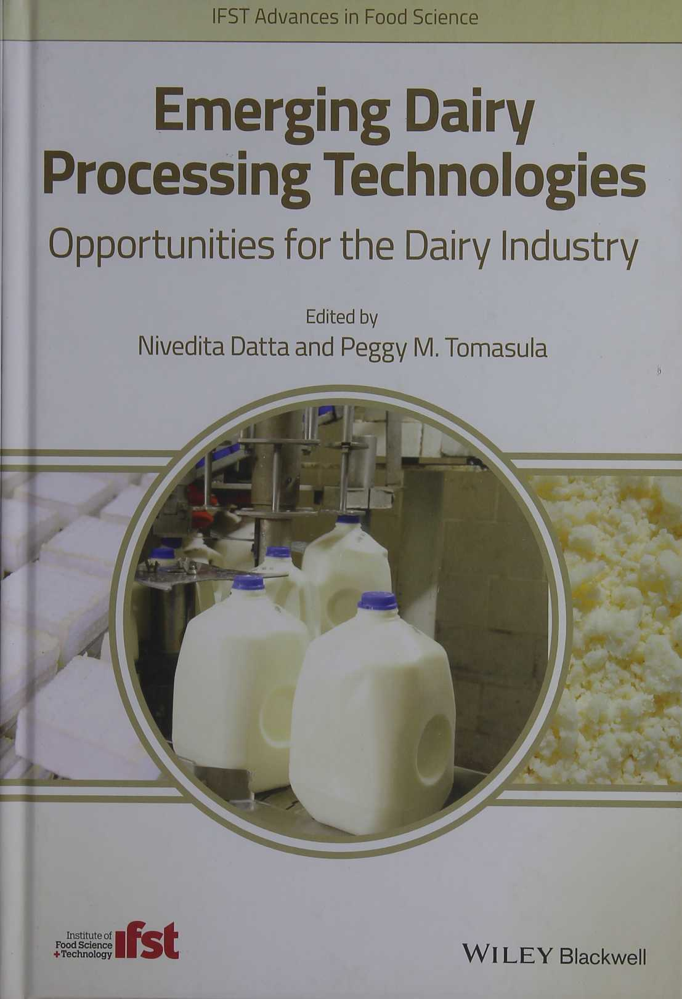 IFST Advances in Food Science
Emerging Dairy
Processing Technologies
Opportunities for the Dairy Industry
Edited by
Nivedita Datta and Peggy M. Tomasula
Institute of
Food Science
+Technology
ifst
WILEY Blackwell